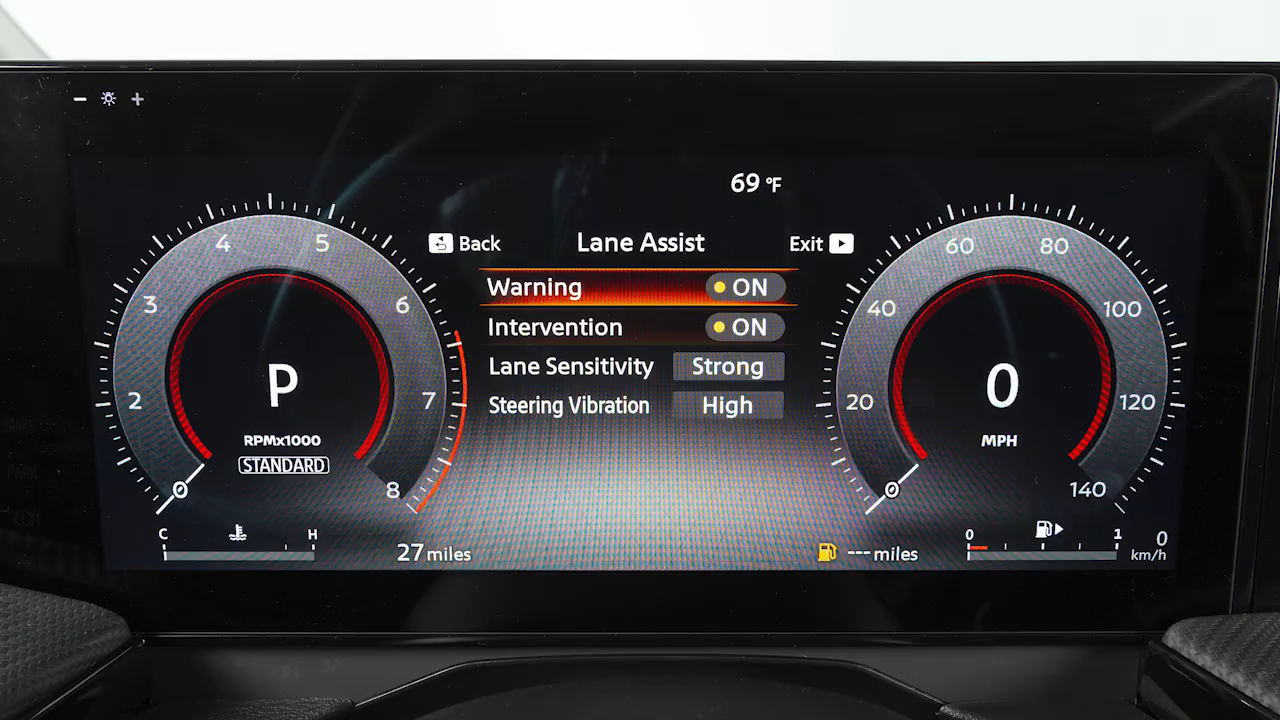 69 °F
Back Lane Assist Exit
Warning ON
Intervention ON
Lane Sensitivity Strong
Steering Vibration High
0 2 3 4 5 6 7 8
P
RPMx1000
STANDARD
C H
27 miles
0 20 40 60 80 100 120 140
0
MPH
--- miles
0 1
0
km/h